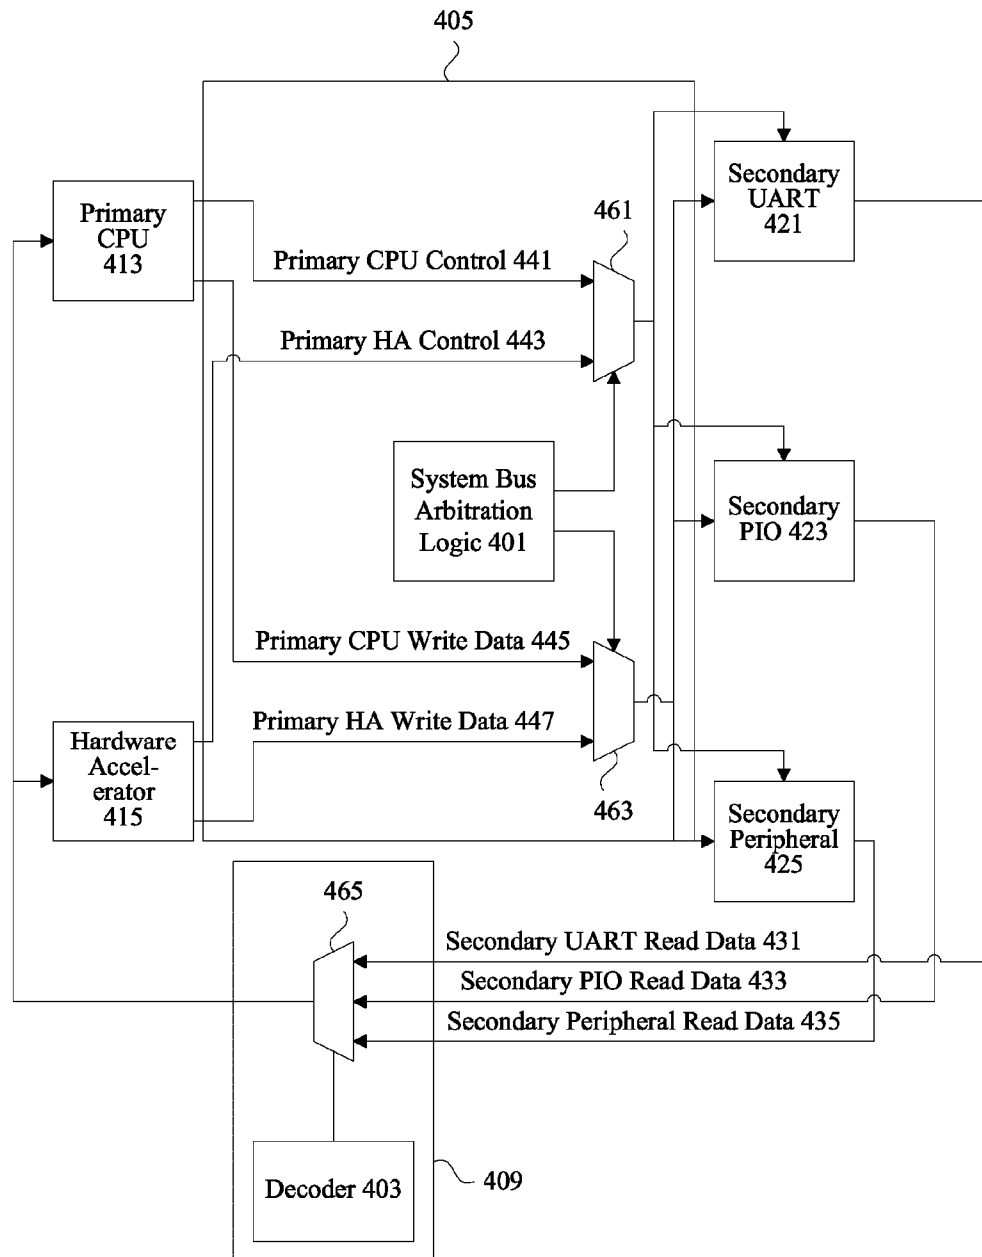 405
Secondary
UART
421
Primary
CPU
413
461
Primary CPU Control 441
Primary HA Control 443
System Bus
Arbitration
Logic 401
Secondary
PIO 423
Primary CPU Write Data 445
Primary HA Write Data 447
Hardware
Accel-
erator
415
463
Secondary
Peripheral
425
465
Secondary UART Read Data 431
Secondary PIO Read Data 433
Secondary Peripheral Read Data 435
Decoder 403
409